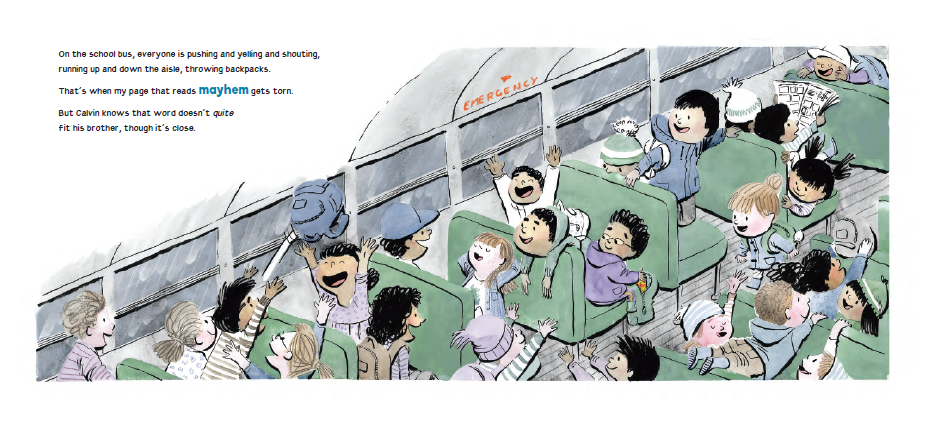 On the school bus, everyone is pushing and yelling and shouting,
running up and down the aisle, throwing backpacks.
That's when my page that reads mayhem gets torn.
But Calvin knows that word doesn't quite
fit his brother, though it's close.
EMERGENCY